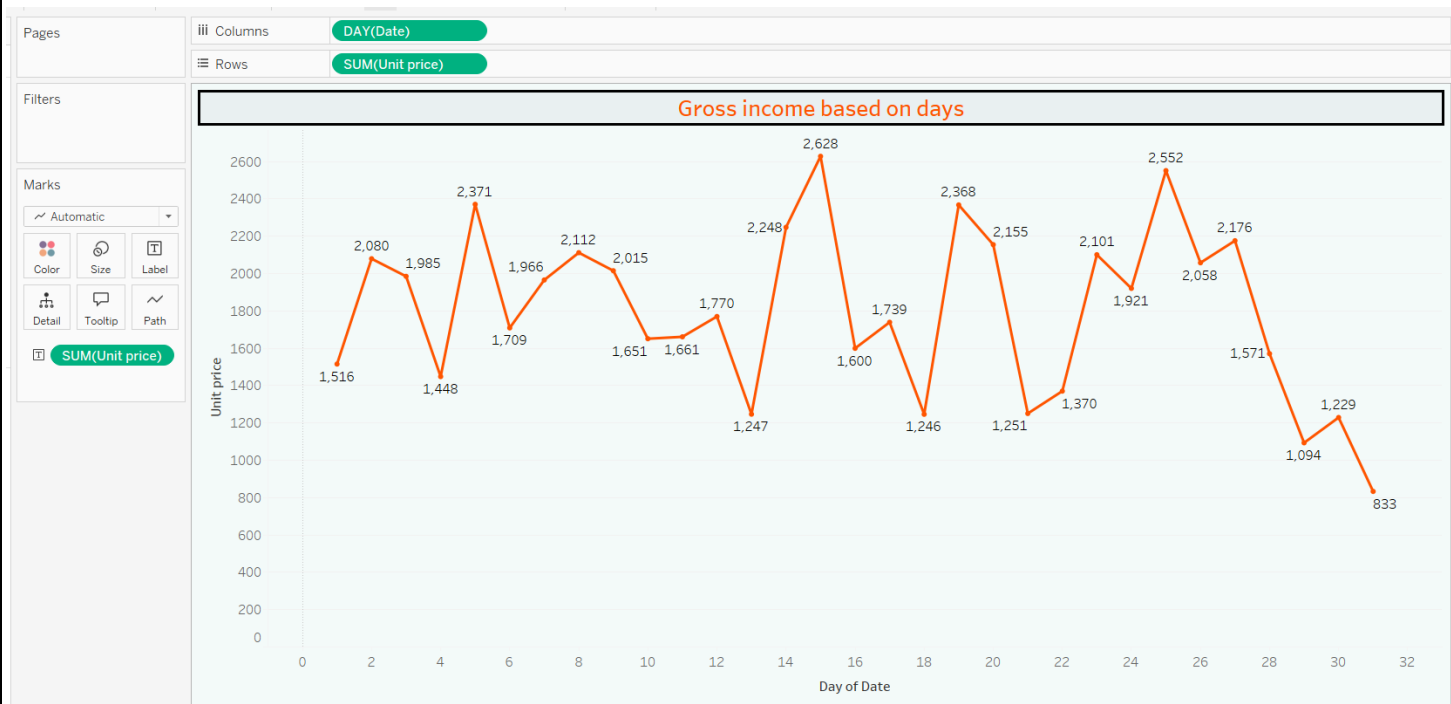 Pages
iii Columns
DAY(Date)
Rows
SUM(Unit price)
Filters
Marks
Automatic
Color
Size
T
Label
Detail
Tooltip
Path
T
SUM(Unit price)
Gross income based on days
Unit price
2600
2400
2200
2000
1800
1600
1400
1200
1000
800
600
400
200
0
1,516
2,080
1,985
1,448
2,371
1,709
1,966
2,112
2,015
1,651
1,661
1,770
1,247
2,248
2,628
1,600
1,739
1,246
2,368
2,155
1,251
1,370
2,101
1,921
2,552
2,058
2,176
1,571
1,094
1,229
833
0 2 4 6 8 10 12 14 16 18 20 22 24 26 28 30 32
Day of Date